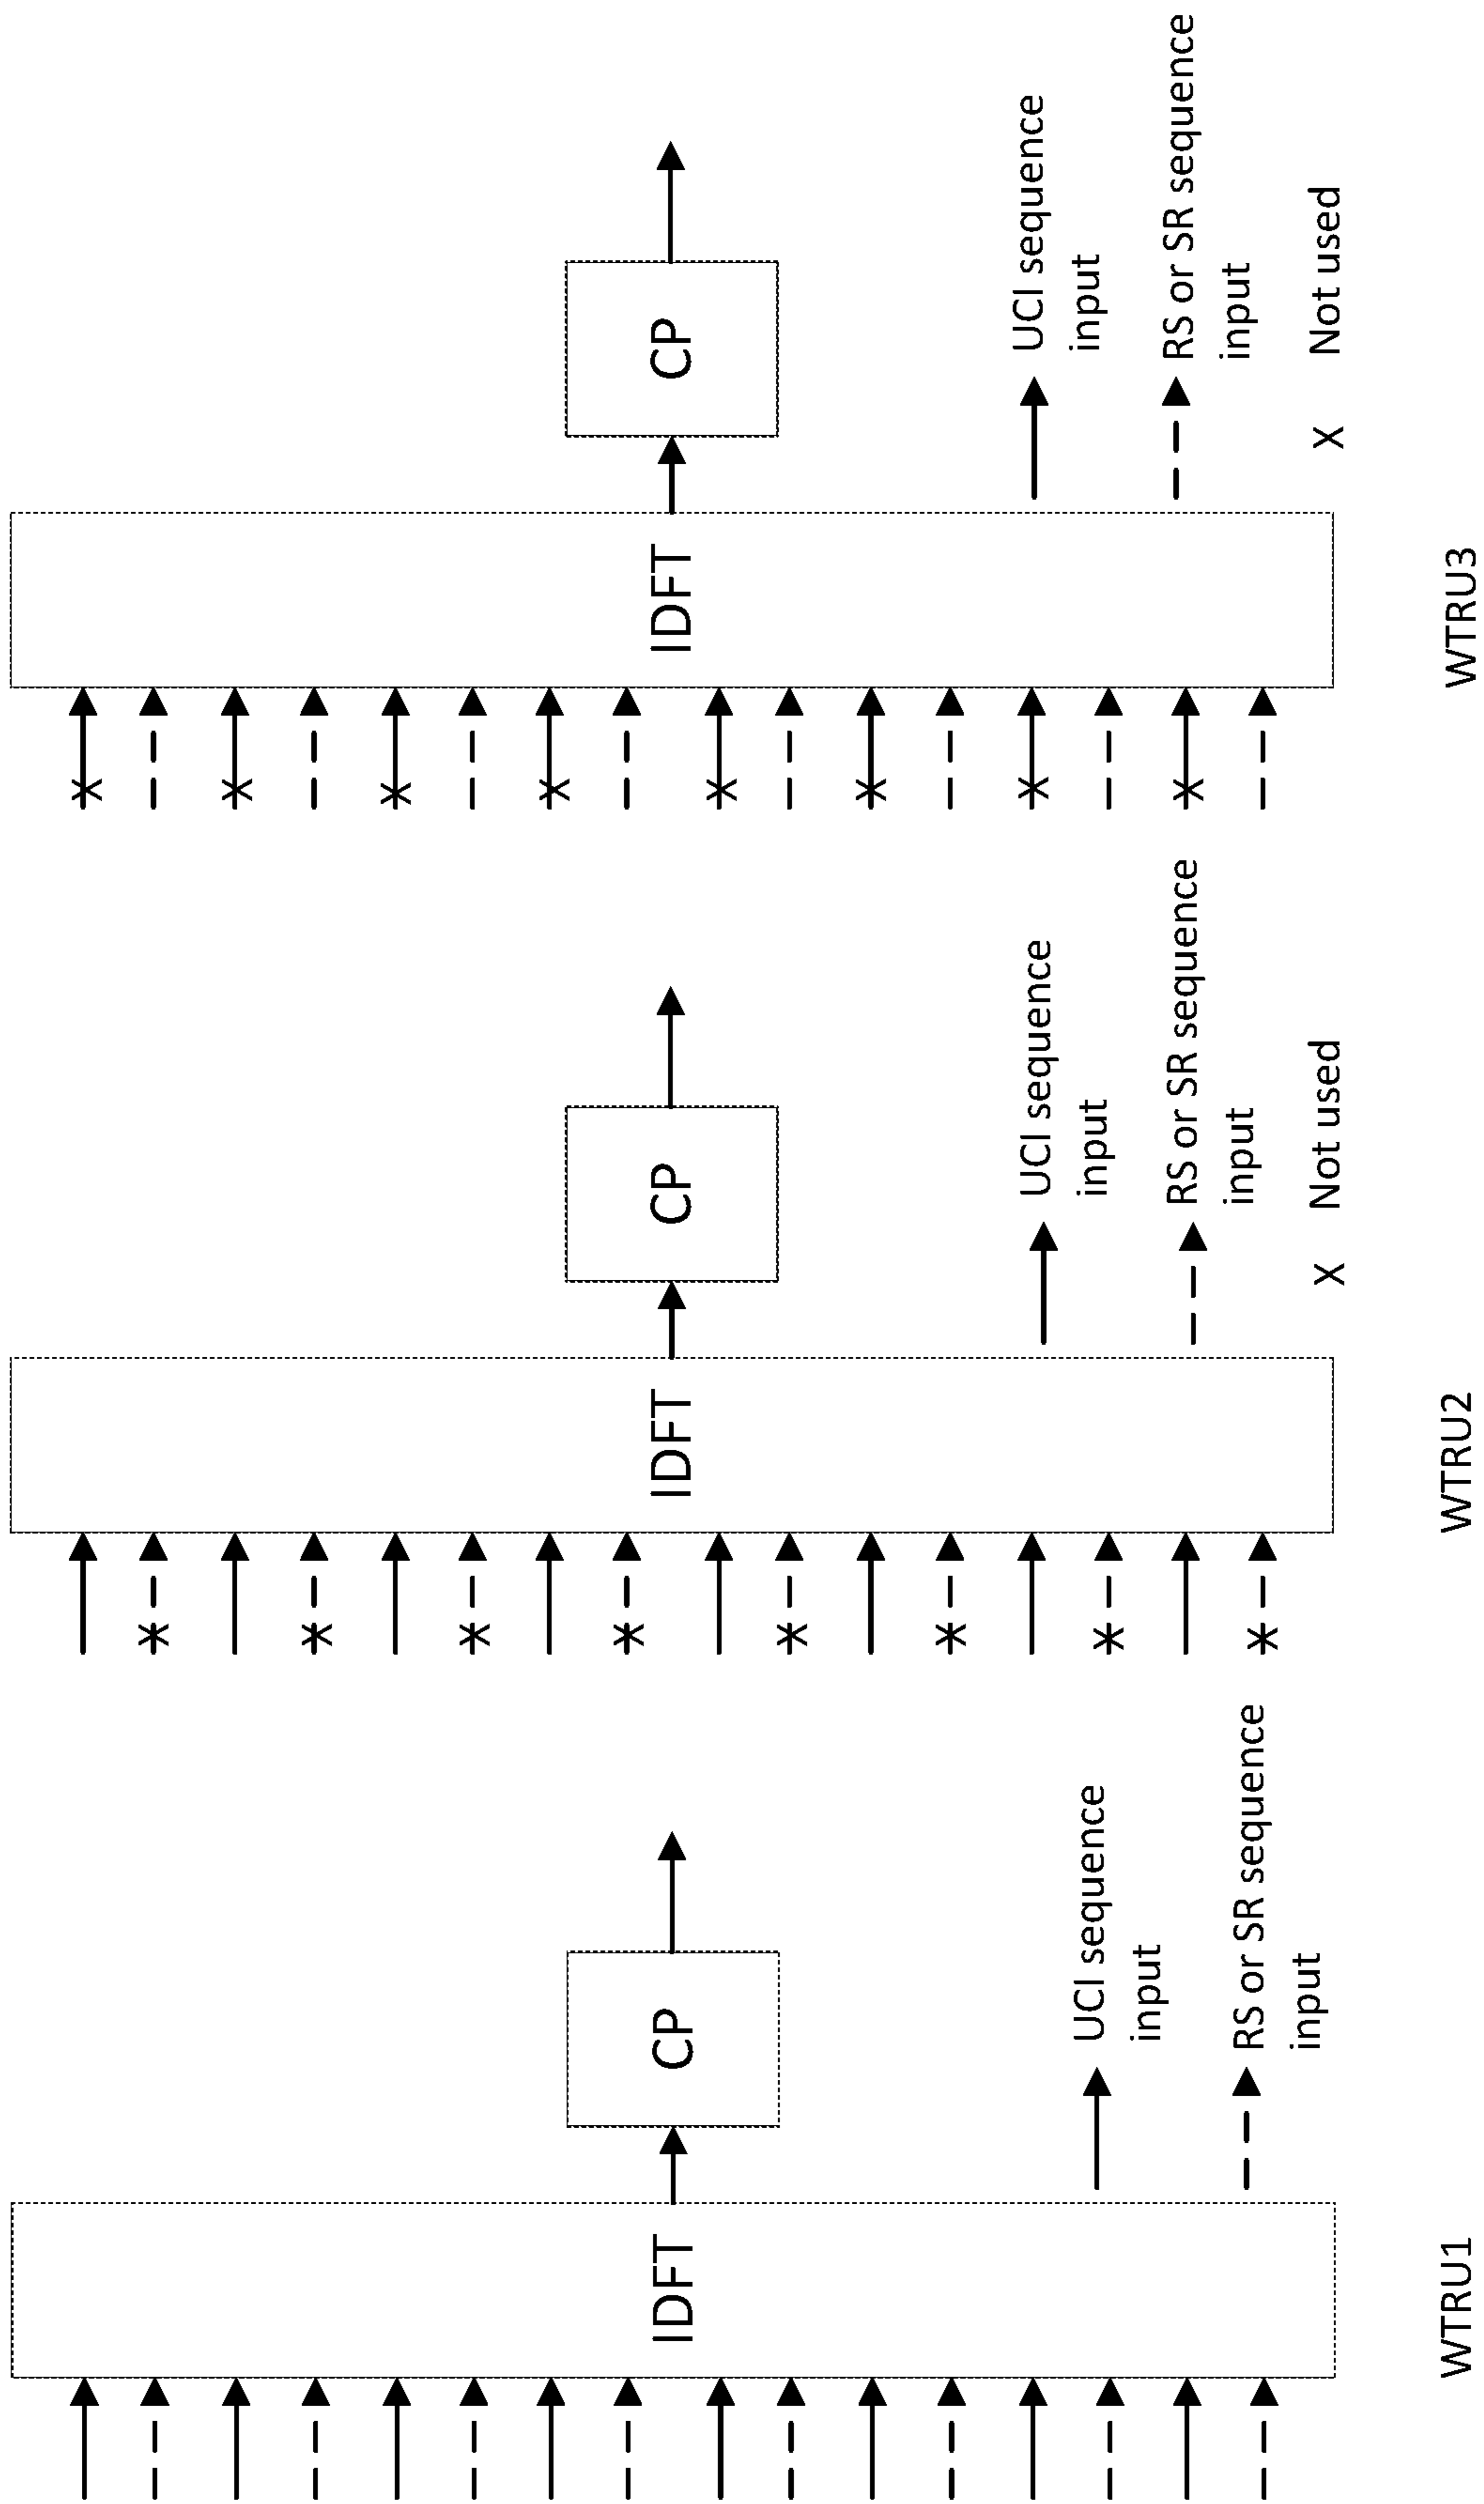 IDFT
CP
UCI sequence
input
RS or SR sequence
input
WTRU1
IDFT
CP
X X X X X X X X
UCI sequence
input
RS or SR sequence
input
X Not used
WTRU2
IDFT
CP
X X X X X X X X
UCI sequence
input
RS or SR sequence
input
X Not used
WTRU3